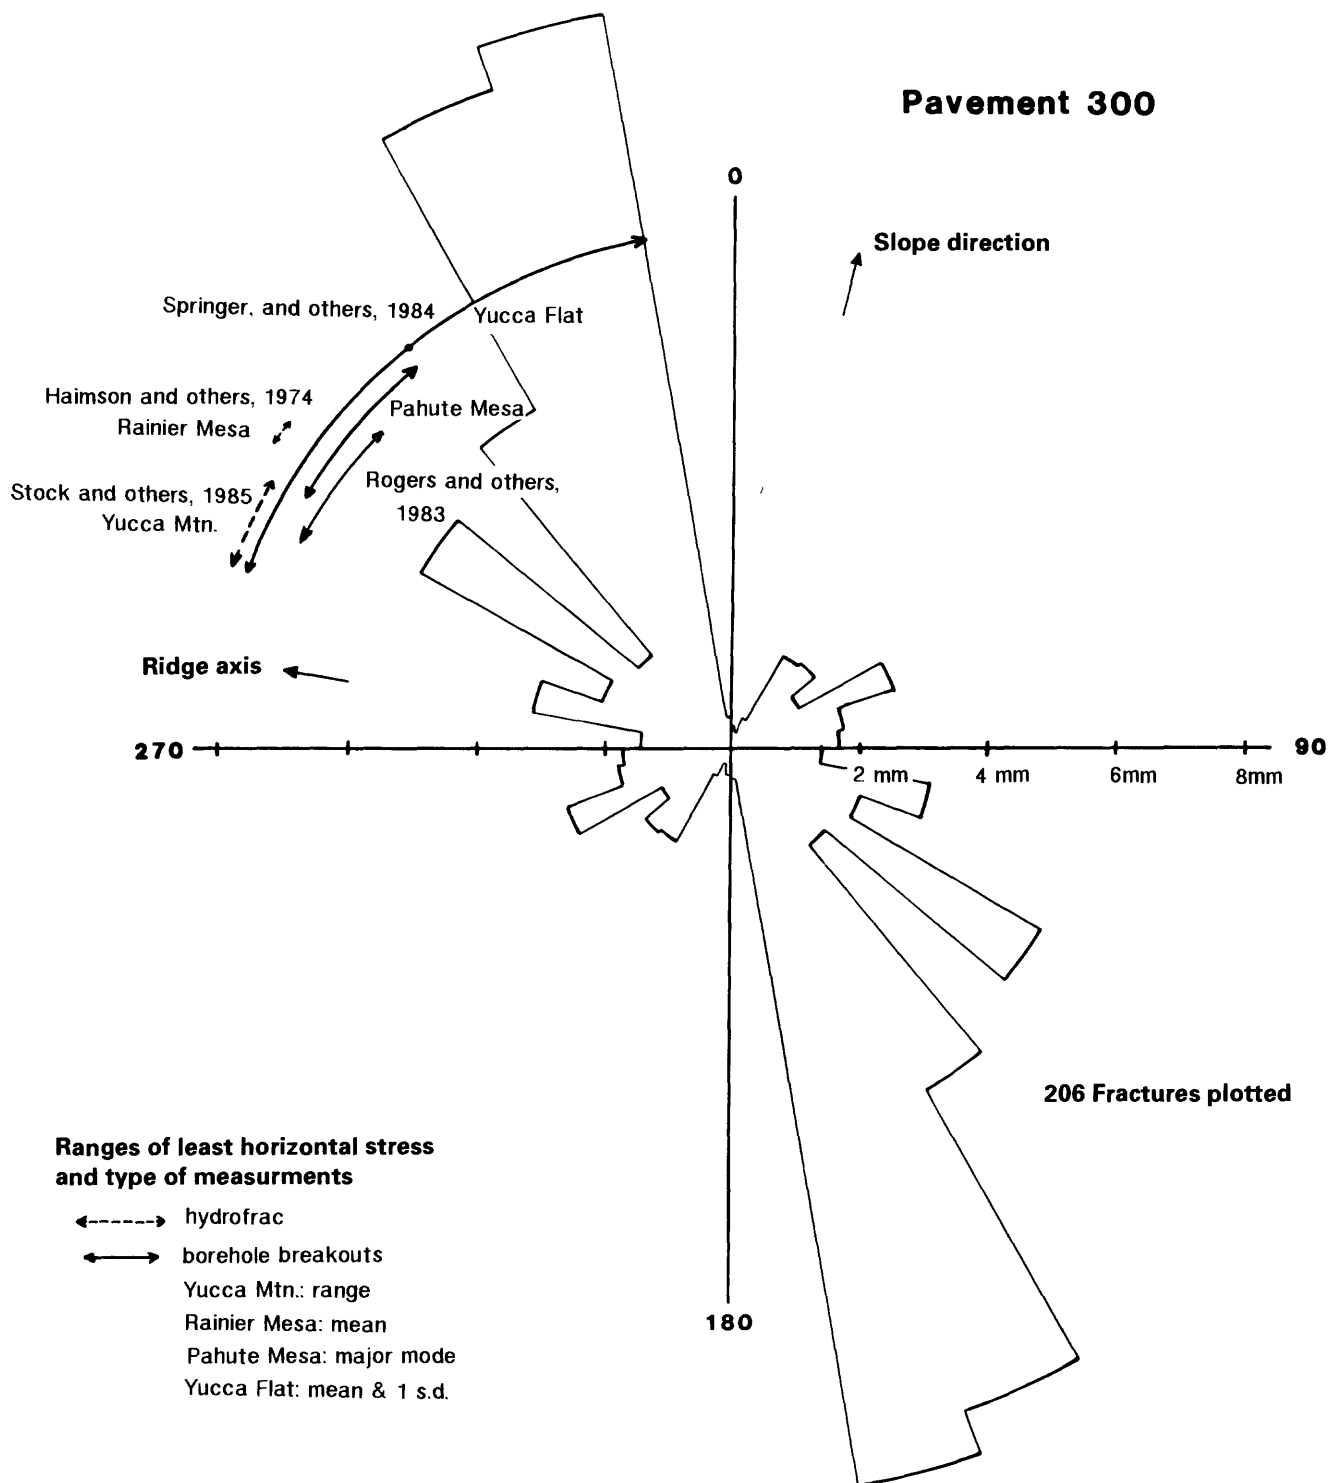 Pavement 300
0
Slope direction
Springer, and others, 1984
Yucca Flat
Haimson and others, 1974
Rainier Mesa
Pahute Mesa
Stock and others, 1985
Yucca Mtn.
Rogers and others,
1983
Ridge axis
270
90
2 mm
4 mm
6mm
8mm
206 Fractures plotted
180
Ranges of least horizontal stress
and type of measurments
hydrofrac
borehole breakouts
Yucca Mtn.: range
Rainier Mesa: mean
Pahute Mesa: major mode
Yucca Flat: mean & 1 s.d.